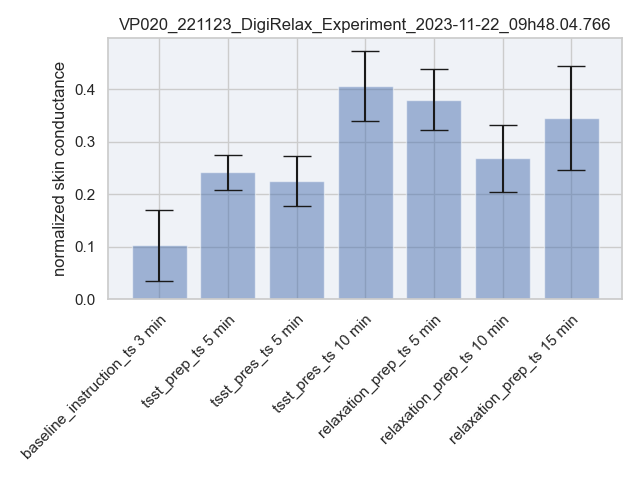 VP020_221123_DigiRelax_Experiment_2023-11-22_09h48.04.766
normalized skin conductance
0.4
0.3
0.2
0.1
0.0
baseline_instruction_ts 3 min
tsst_prep_ts 5 min
tsst_pres_ts 5 min
tsst_pres_ts 10 min
relaxation_prep_ts 5 min
relaxation_prep_ts 10 min
relaxation_prep_ts 15 min